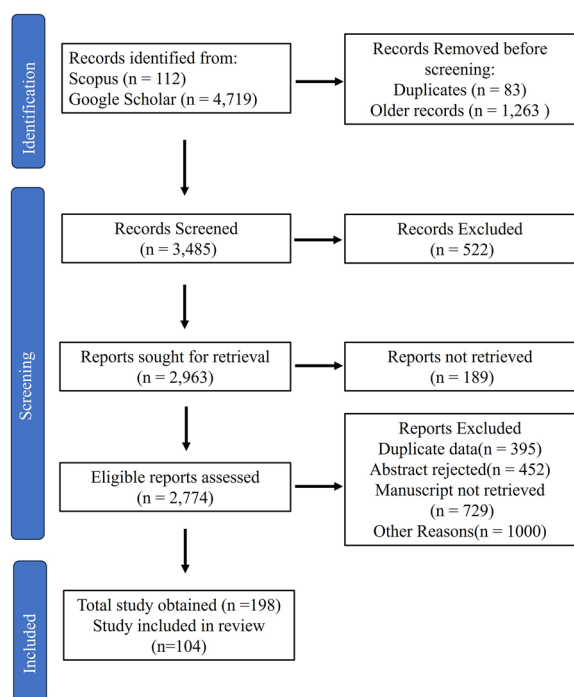 Identification
Records identified from:
Scopus (n = 112)
Google Scholar (n = 4,719)
Records Removed before
screening:
Duplicates (n = 83)
Older records (n = 1,263 )
Screening
Records Screened
(n = 3,485)
Records Excluded
(n = 522)
Reports sought for retrieval
(n = 2,963)
Reports not retrieved
(n = 189)
Eligible reports assessed
(n = 2,774)
Reports Excluded
Duplicate data(n = 395)
Abstract rejected(n = 452)
Manuscript not retrieved
(n = 729)
Other Reasons(n = 1000)
Included
Total study obtained (n =198)
Study included in review
(n=104)